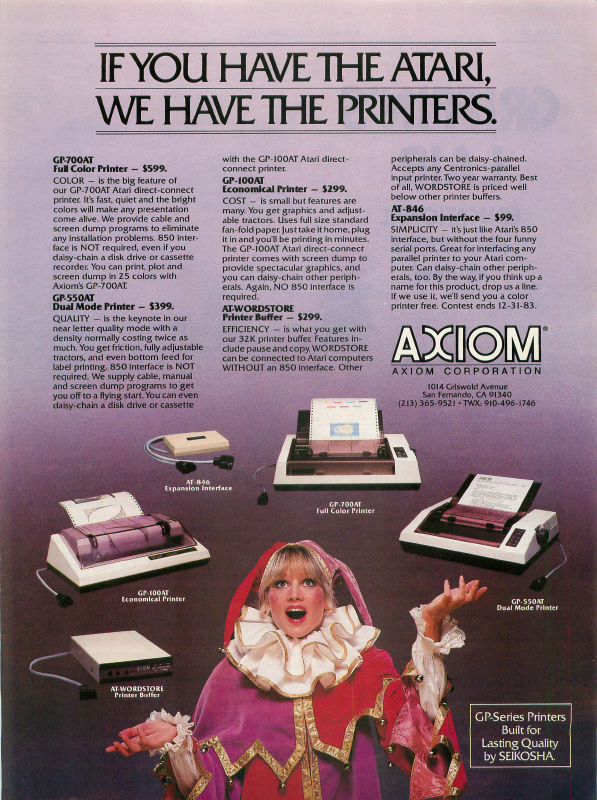 IF YOU HAVE THE ATARI,
WE HAVE THE PRINTERS.
GP-700AT
Full Color Printer — $599.
COLOR — is the big feature of
our GP-700AT Atari direct-connect
printer. It's fast, quiet and the bright
colors will make any presentation
come alive. We provide cable and
screen dump programs to eliminate
any installation problems. 850 inter-
face is NOT required, even if you
daisy-chain a disk drive or cassette
recorder. You can print, plot and
screen dump in 25 colors with
Axiom's GP-700AT.
GP-550AT
Dual Mode Printer — $399.
QUALITY — is the keynote in our
near letter quality mode with a
density normally costing twice as
much. You get friction, fully adjustable
tractors, and even bottom feed for
label printing. 850 interface is NOT
required. We supply cable, manual
and screen dump programs to get
you off to a flying start. You can even
daisy-chain a disk drive or cassette
with the GP-100AT Atari direct-
connect printer.
GP-100AT
Economical Printer — $299.
COST — is small but features are
many. You get graphics and adjust-
able tractors. Uses full size standard
fan-fold paper. Just take it home, plug
it in and you'll be printing in minutes.
The GP-100AT Atari direct-connect
printer comes with screen dump to
provide spectacular graphics, and
you can daisy-chain other periph-
erals. Again, NO 850 interface is
required.
AT-WORDSTORE
Printer Buffer — $299.
EFFICIENCY — is what you get with
our 32K printer buffer. Features in-
clude pause and copy. WORDSTORE
can be connected to Atari computers
WITHOUT an 850 interface. Other
peripherals can be daisy-chained.
Accepts any Centronics-parallel
input printer. Two year warranty. Best
of all, WORDSTORE is priced well
below other printer buffers.
AT-846
Expansion Interface — $99.
SIMPLICITY — it's just like Atari's 850
interface, but without the four funny
serial ports. Great for interfacing any
parallel printer to your Atari com-
puter. Can daisy-chain other periph-
erals, too. By the way, if you think up a
name for this product, drop us a line.
If we use it, we'll send you a color
printer free. Contest ends 12-31-83.
AXIOM®
AXIOM CORPORATION
1014 Griswold Avenue
San Fernando, CA 91340
(213) 365-9521 • TWX: 910-496-1746
AT-846
Expansion Interface
GP-700AT
Full Color Printer
GP-100AT
Economical Printer
GP-550AT
Dual Mode Printer
AXIOM
AT-WORDSTORE
Printer Buffer
GP-Series Printers
Built for
Lasting Quality
by SEIKOSHA.